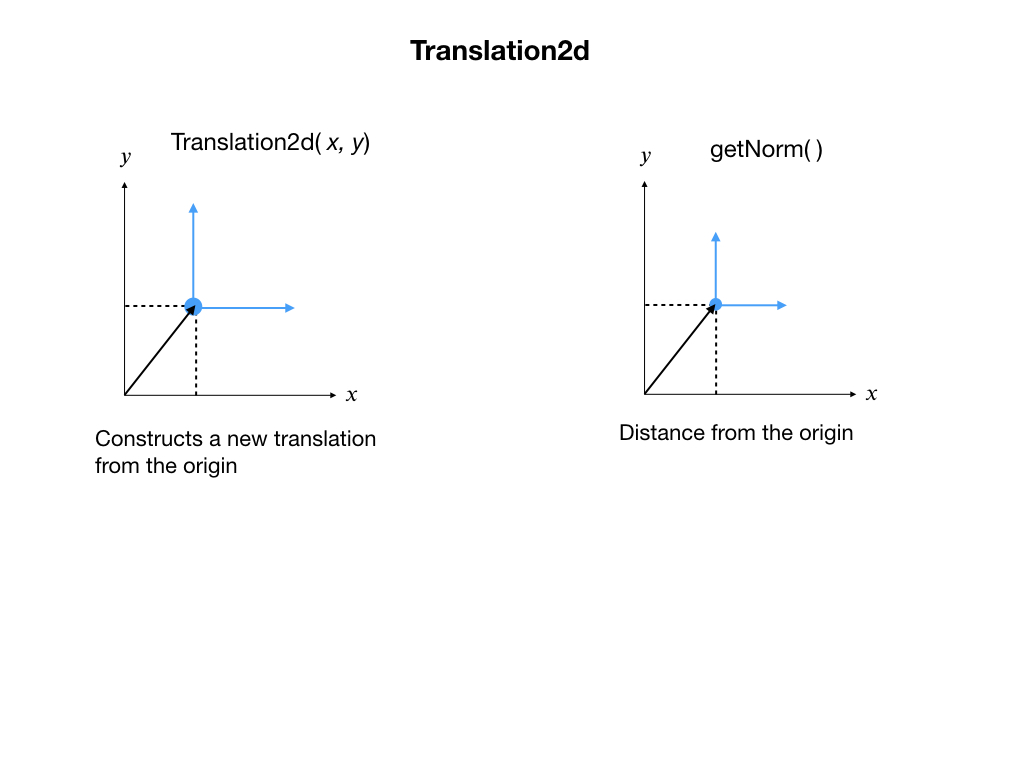 Translation2d
Translation2d( x, y)
y
x
Constructs a new translation
from the origin
getNorm( )
y
x
Distance from the origin